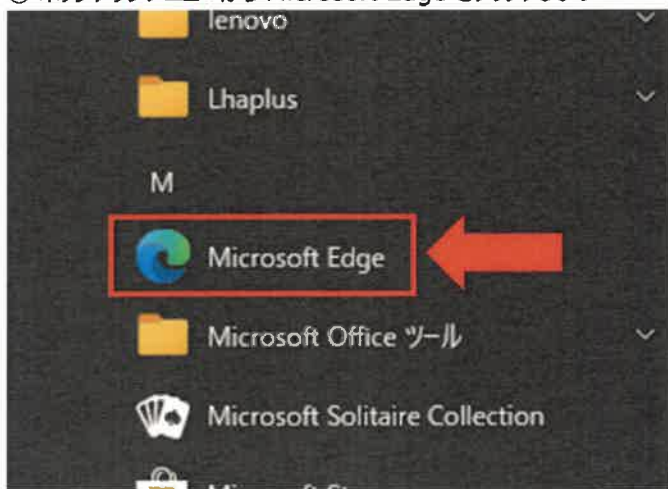 lenovo
Lhaplus
M
Microsoft Edge
Microsoft Office ツール
Microsoft Solitaire Collection